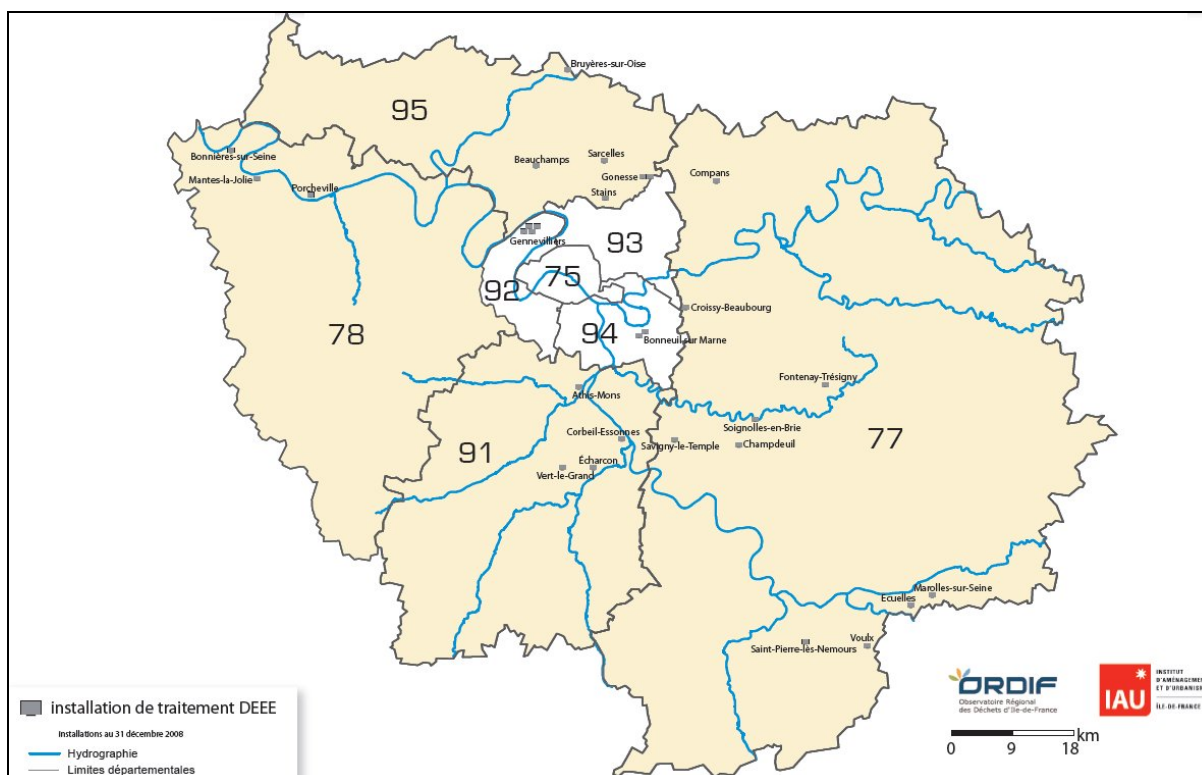 Bruyères-sur-Oise
95
Bonnières-sur-Seine
Mantes-la-Jolie
Porcheville
Beauchamps
Sarcelles
Gonesse
Stains
Compans
Gennevilliers
93
75
92
94
78
Croissy-Beaubourg
Bonneuil sur Marne
Fontenay-Trésigny
Athis-Mons
Soignolles-en-Brie
Corbeil-Essonnes
Savigny-le-Temple
Champdeuil
77
91
Écharcon
Vert-le-Grand
Marolles-sur-Seine
Ecuelles
Voulx
Saint-Pierre-lès-Nemours
installation de traitement DEEE
Installations au 31 décembre 2008
Hydrographie
Limites départementales
ORDIF
Observatoire Régional
des Déchets d'Ile-de-France
IAU
INSTITUT
D'AMÉNAGEMENT
ET D'URBANISME
ÎLE-DE-FRANCE
km
0 9 18